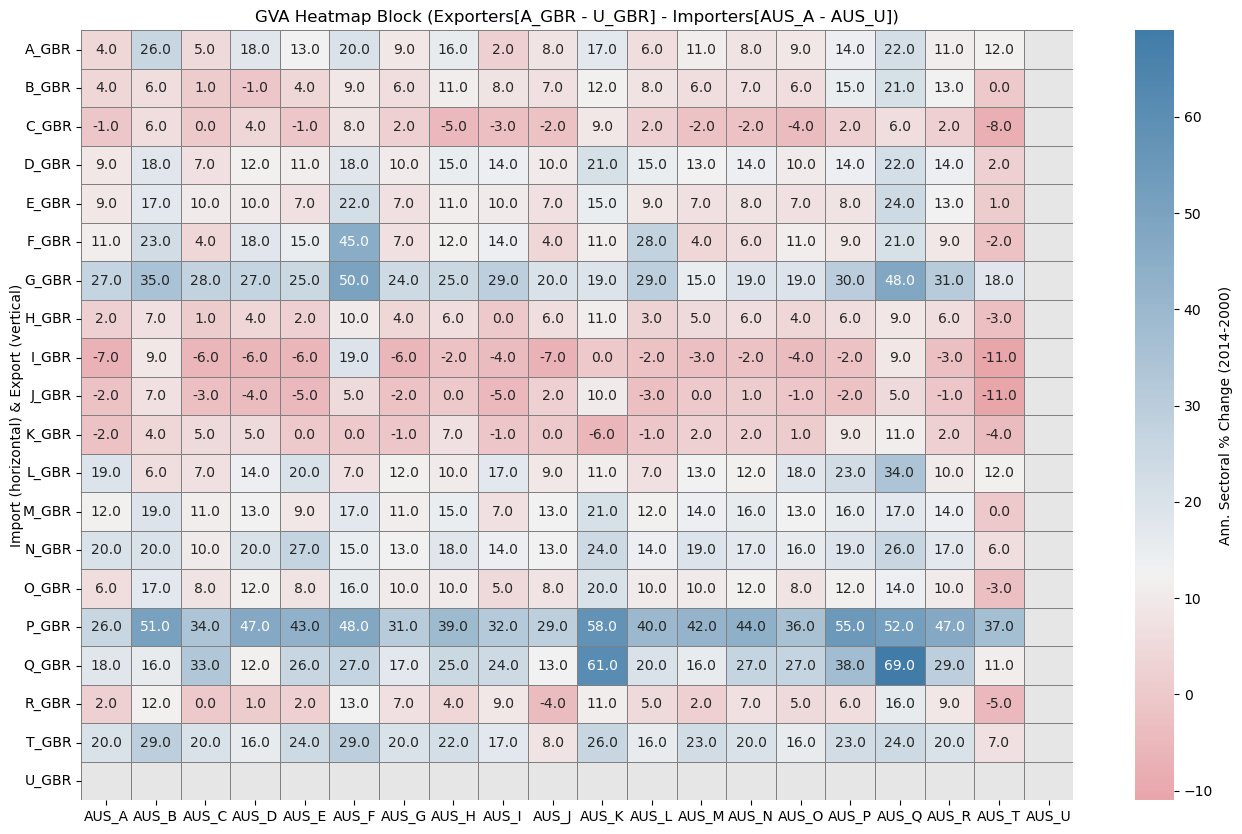 GVA Heatmap Block (Exporters[A_GBR - U_GBR] - Importers[AUS_A - AUS_U])
Import (horizontal) & Export (vertical)
A_GBR 4.0 26.0 5.0 18.0 13.0 20.0 9.0 16.0 2.0 8.0 17.0 6.0 11.0 8.0 9.0 14.0 22.0 11.0 12.0
B_GBR 4.0 6.0 1.0 -1.0 4.0 9.0 6.0 11.0 8.0 7.0 12.0 8.0 6.0 7.0 6.0 15.0 21.0 13.0 0.0
C_GBR -1.0 6.0 0.0 4.0 -1.0 8.0 2.0 -5.0 -3.0 -2.0 9.0 2.0 -2.0 -2.0 -4.0 2.0 6.0 2.0 -8.0
D_GBR 9.0 18.0 7.0 12.0 11.0 18.0 10.0 15.0 14.0 10.0 21.0 15.0 13.0 14.0 10.0 14.0 22.0 14.0 2.0
E_GBR 9.0 17.0 10.0 10.0 7.0 22.0 7.0 11.0 10.0 7.0 15.0 9.0 7.0 8.0 7.0 8.0 24.0 13.0 1.0
F_GBR 11.0 23.0 4.0 18.0 15.0 45.0 7.0 12.0 14.0 4.0 11.0 28.0 4.0 6.0 11.0 9.0 21.0 9.0 -2.0
G_GBR 27.0 35.0 28.0 27.0 25.0 50.0 24.0 25.0 29.0 20.0 19.0 29.0 15.0 19.0 19.0 30.0 48.0 31.0 18.0
H_GBR 2.0 7.0 1.0 4.0 2.0 10.0 4.0 6.0 0.0 6.0 11.0 3.0 5.0 6.0 4.0 6.0 9.0 6.0 -3.0
I_GBR -7.0 9.0 -6.0 -6.0 -6.0 19.0 -6.0 -2.0 -4.0 -7.0 0.0 -2.0 -3.0 -2.0 -4.0 -2.0 9.0 -3.0 -11.0
J_GBR -2.0 7.0 -3.0 -4.0 -5.0 5.0 -2.0 0.0 -5.0 2.0 10.0 -3.0 0.0 1.0 -1.0 -2.0 5.0 -1.0 -11.0
K_GBR -2.0 4.0 5.0 5.0 0.0 0.0 -1.0 7.0 -1.0 0.0 -6.0 -1.0 2.0 2.0 1.0 9.0 11.0 2.0 -4.0
L_GBR 19.0 6.0 7.0 14.0 20.0 7.0 12.0 10.0 17.0 9.0 11.0 7.0 13.0 12.0 18.0 23.0 34.0 10.0 12.0
M_GBR 12.0 19.0 11.0 13.0 9.0 17.0 11.0 15.0 7.0 13.0 21.0 12.0 14.0 16.0 13.0 16.0 17.0 14.0 0.0
N_GBR 20.0 20.0 10.0 20.0 27.0 15.0 13.0 18.0 14.0 13.0 24.0 14.0 19.0 17.0 16.0 19.0 26.0 17.0 6.0
O_GBR 6.0 17.0 8.0 12.0 8.0 16.0 10.0 10.0 5.0 8.0 20.0 10.0 10.0 12.0 8.0 12.0 14.0 10.0 -3.0
P_GBR 26.0 51.0 34.0 47.0 43.0 48.0 31.0 39.0 32.0 29.0 58.0 40.0 42.0 44.0 36.0 55.0 52.0 47.0 37.0
Q_GBR 18.0 16.0 33.0 12.0 26.0 27.0 17.0 25.0 24.0 13.0 61.0 20.0 16.0 27.0 27.0 38.0 69.0 29.0 11.0
R_GBR 2.0 12.0 0.0 1.0 2.0 13.0 7.0 4.0 9.0 -4.0 11.0 5.0 2.0 7.0 5.0 6.0 16.0 9.0 -5.0
T_GBR 20.0 29.0 20.0 16.0 24.0 29.0 20.0 22.0 17.0 8.0 26.0 16.0 23.0 20.0 16.0 23.0 24.0 20.0 7.0
U_GBR
AUS_A AUS_B AUS_C AUS_D AUS_E AUS_F AUS_G AUS_H AUS_I AUS_J AUS_K AUS_L AUS_M AUS_N AUS_O AUS_P AUS_Q AUS_R AUS_T AUS_U
60
50
40
30
20
10
0
−10
Ann. Sectoral % Change (2014-2000)